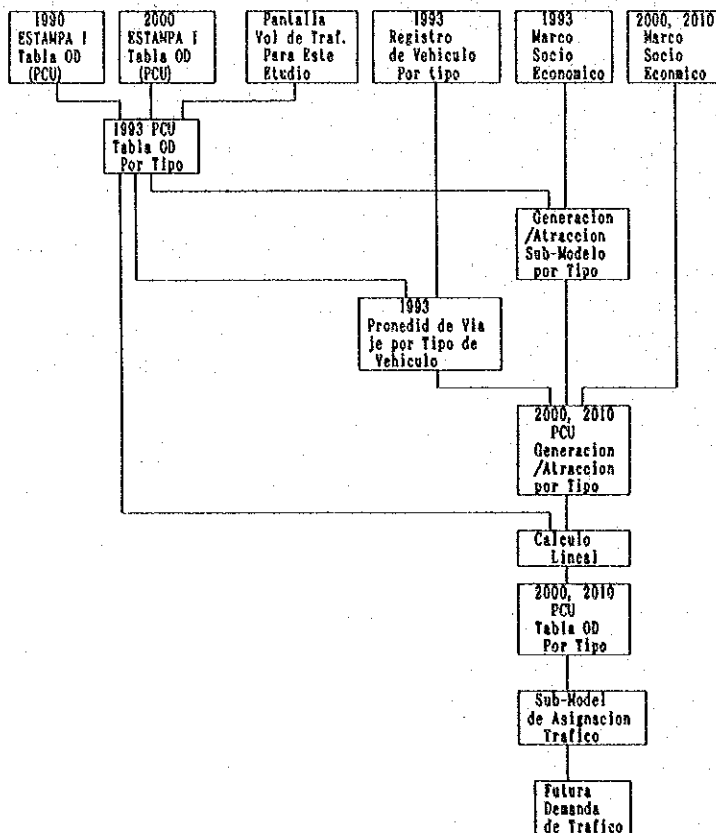 1990
ESTAMPA I
Tabla OD
(PCU)
2000
ESTAMPA I
Tabla OD
(PCU)
Pantalla
Vol de Traf.
Para Este
Etudio
1993
Registro
de Vehiculo
Por tipo
1993
Marco
Socio
Economico
2000, 2010
Marco
Socio
Econmico
1993 PCU
Tabla OD
Por Tipo
Generacion
/Atraccion
Sub-Modelo
por Tipo
1993
Pronedid de Via
je por Tipo de
Vehiculo
2000, 2010
PCU
Generacion
/Atraccion
por Tipo
Calculo
Lineal
2000, 2010
PCU
Tabla OD
Por Tipo
Sub-Model
de Asignacion
Trafico
Futura
Demanda
de Trafico